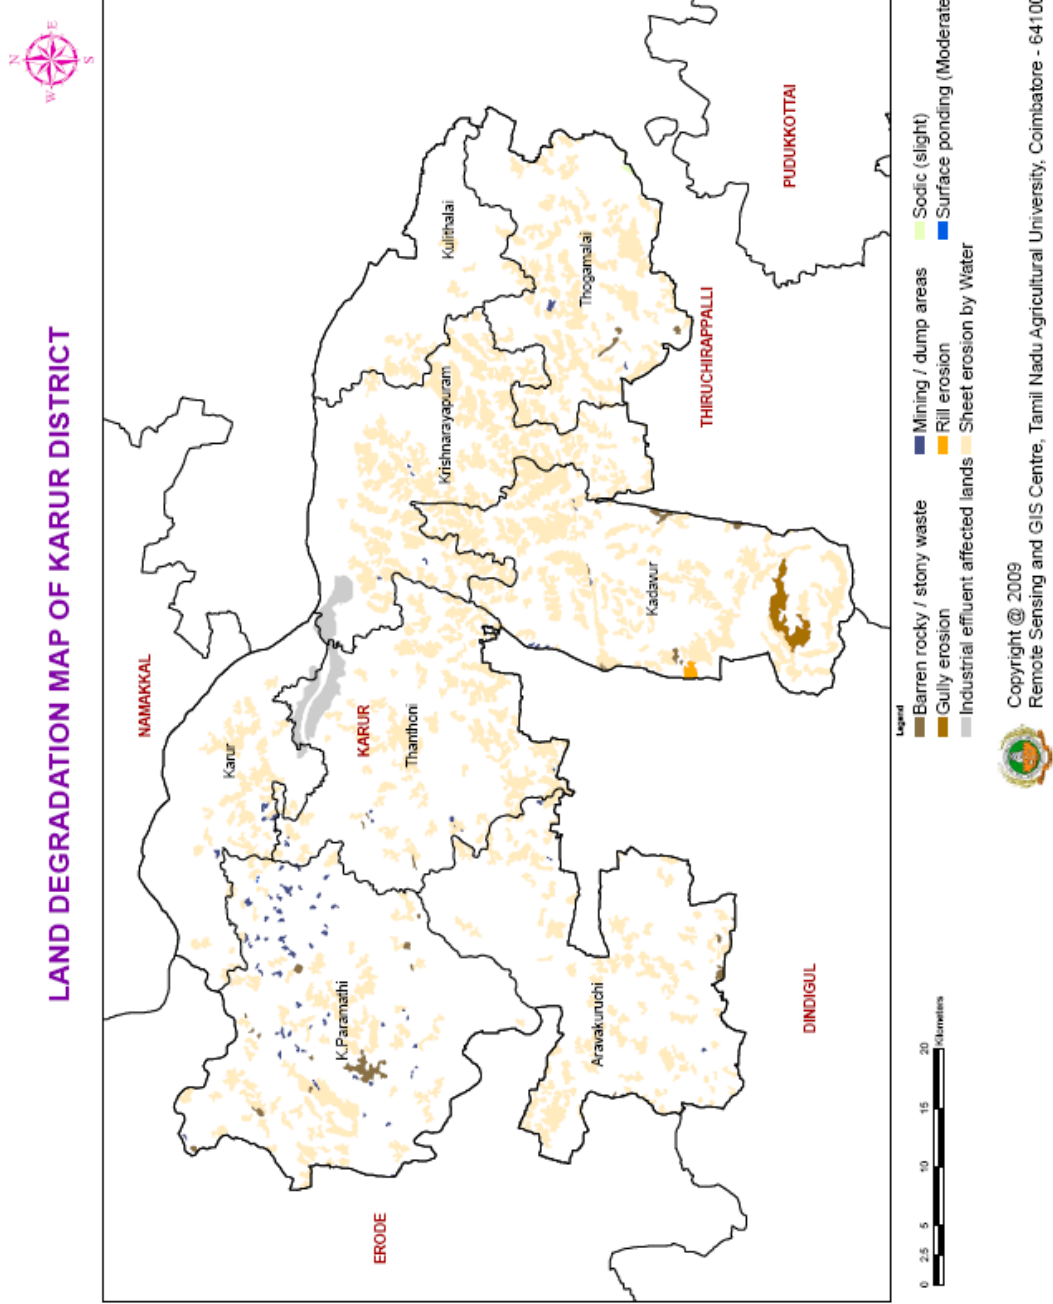 LAND DEGRADATION MAP OF KARUR DISTRICT
N
E
S
W
NAMAKKAL
Karur
KARUR
Thanthoni
K.Paramathi
ERODE
Aravakuruchi
DINDIGUL
Krishnarayapuram
Kulithalai
Thogamalai
Kadavur
THIRUCHIRAPPALLI
PUDUKKOTTAI
0 2.5 5 10 15 20
Kilometers
Legend
Barren rocky / stony waste
Mining / dump areas
Sodic (slight)
Gully erosion
Rill erosion
Surface ponding (Moderate
Industrial effluent affected lands
Sheet erosion by Water
Copyright @ 2009
Remote Sensing and GIS Centre, Tamil Nadu Agricultural University, Coimbatore - 6410